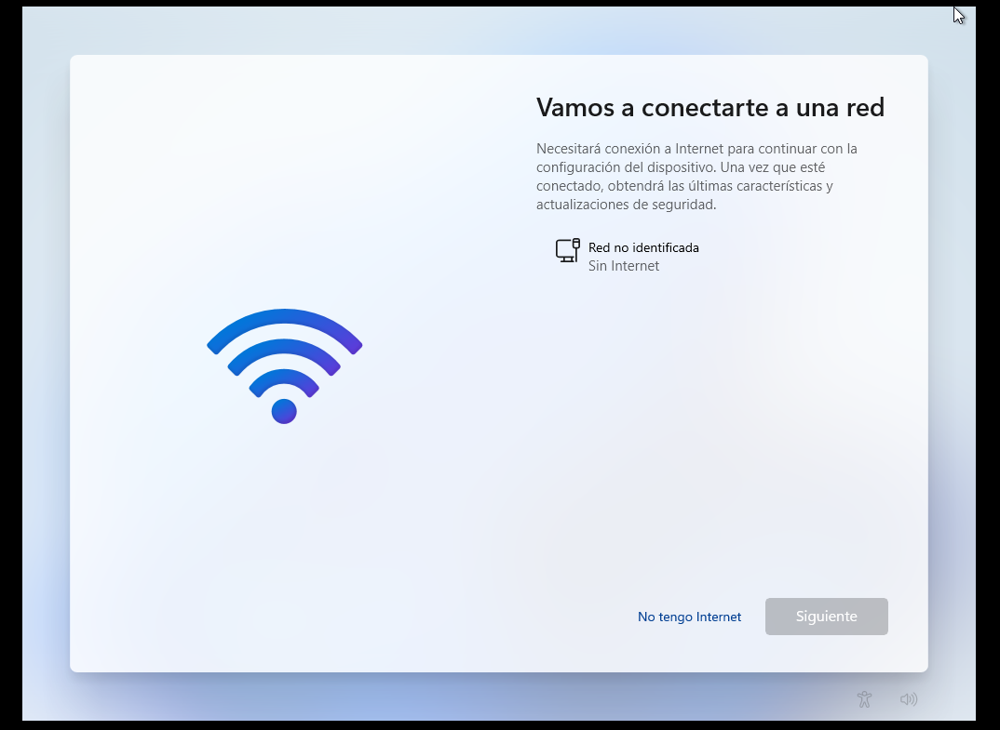 Vamos a conectarte a una red
Necesitará conexión a Internet para continuar con la
configuración del dispositivo. Una vez que esté
conectado, obtendrá las últimas características y
actualizaciones de seguridad.
Red no identificada
Sin Internet
No tengo Internet
Siguiente